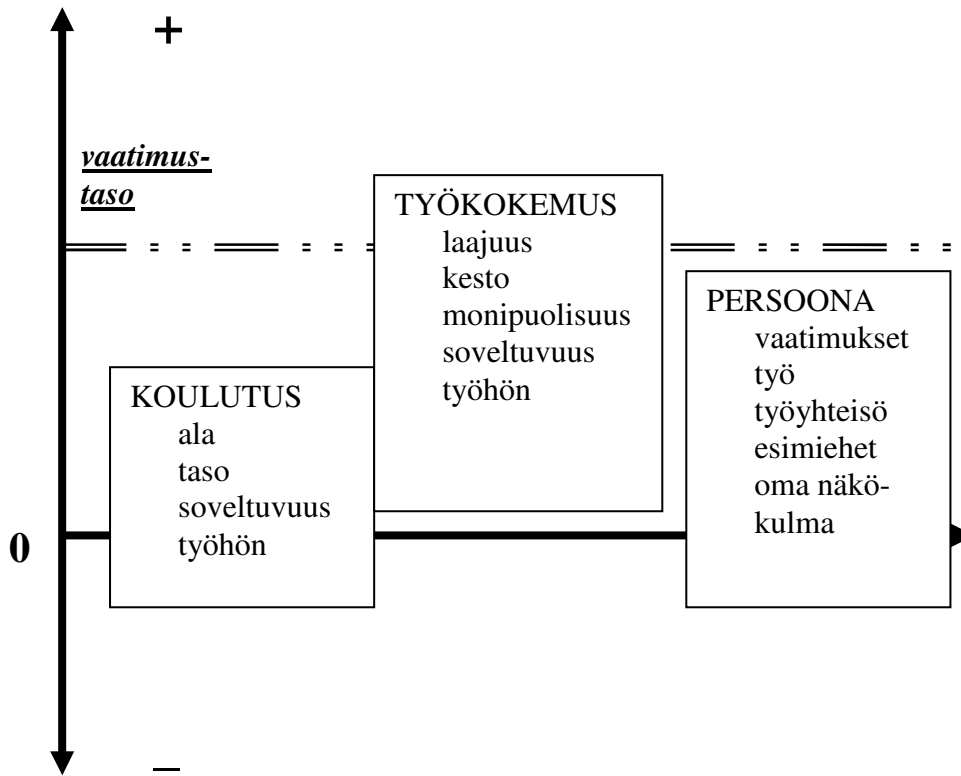 +
vaatimus-
taso
TYÖKOKEMUS
laajuus
kesto
monipuolisuus
soveltuvuus
työhön
PERSOONA
vaatimukset
työ
työyhteisö
esimiehet
oma näkö-
kulma
KOULUTUS
ala
taso
soveltuvuus
työhön
0
–